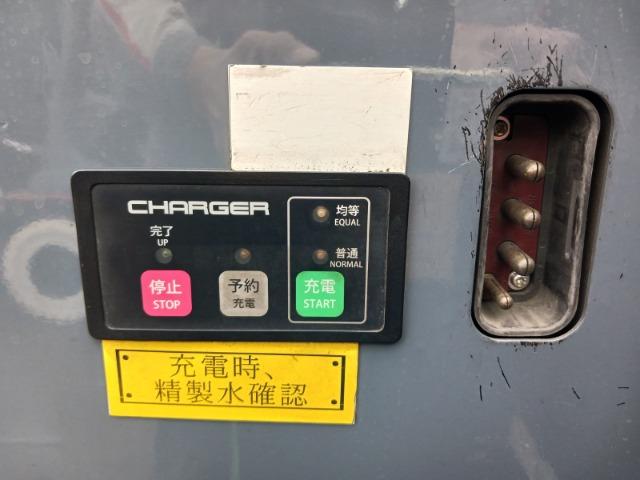 CHARGER
完了
UP
均等
EQUAL
普通
NORMAL
停止
STOP
予約
充電
充電
START
充電時、
精製水確認